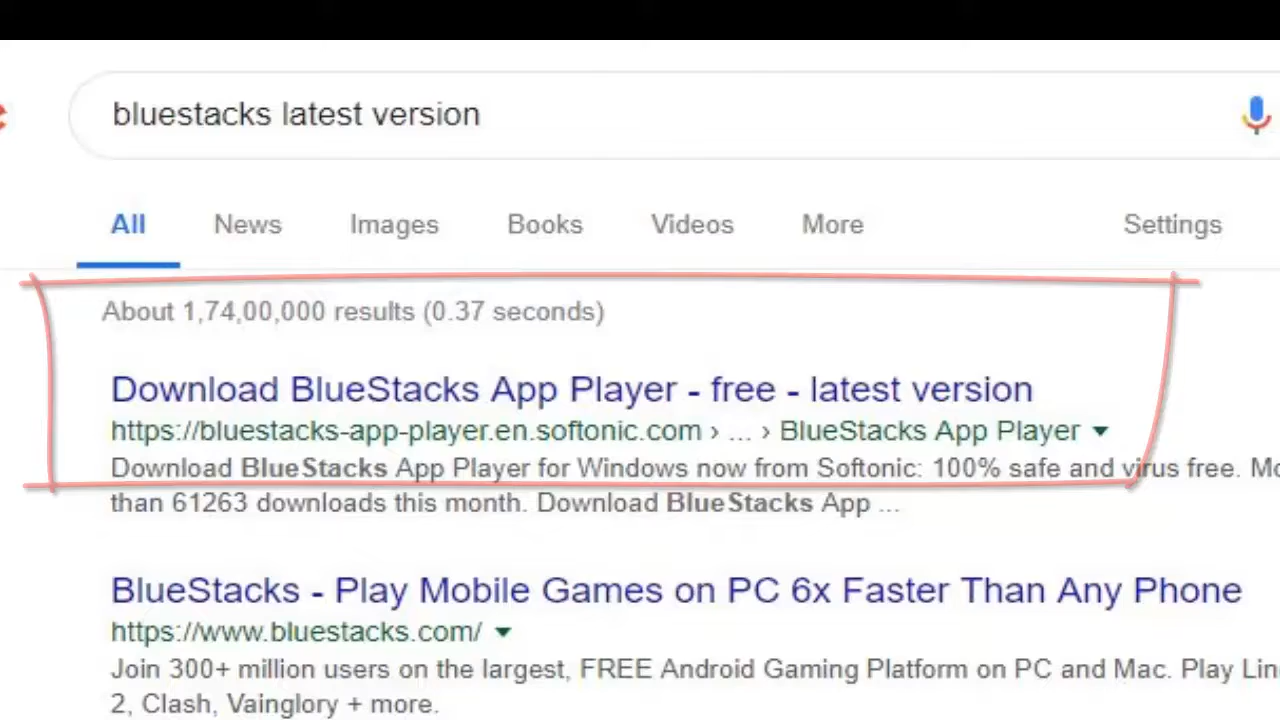 bluestacks latest version
All News Images Books Videos More Settings
About 1,74,00,000 results (0.37 seconds)
Download BlueStacks App Player - free - latest version
https://bluestacks-app-player.en.softonic.com › ... › BlueStacks App Player
Download BlueStacks App Player for Windows now from Softonic: 100% safe and virus free.
than 61263 downloads this month. Download BlueStacks App ...
BlueStacks - Play Mobile Games on PC 6x Faster Than Any Phone
https://www.bluestacks.com/
Join 300+ million users on the largest, FREE Android Gaming Platform on PC and Mac. Play
2, Clash, Vainglory + more.